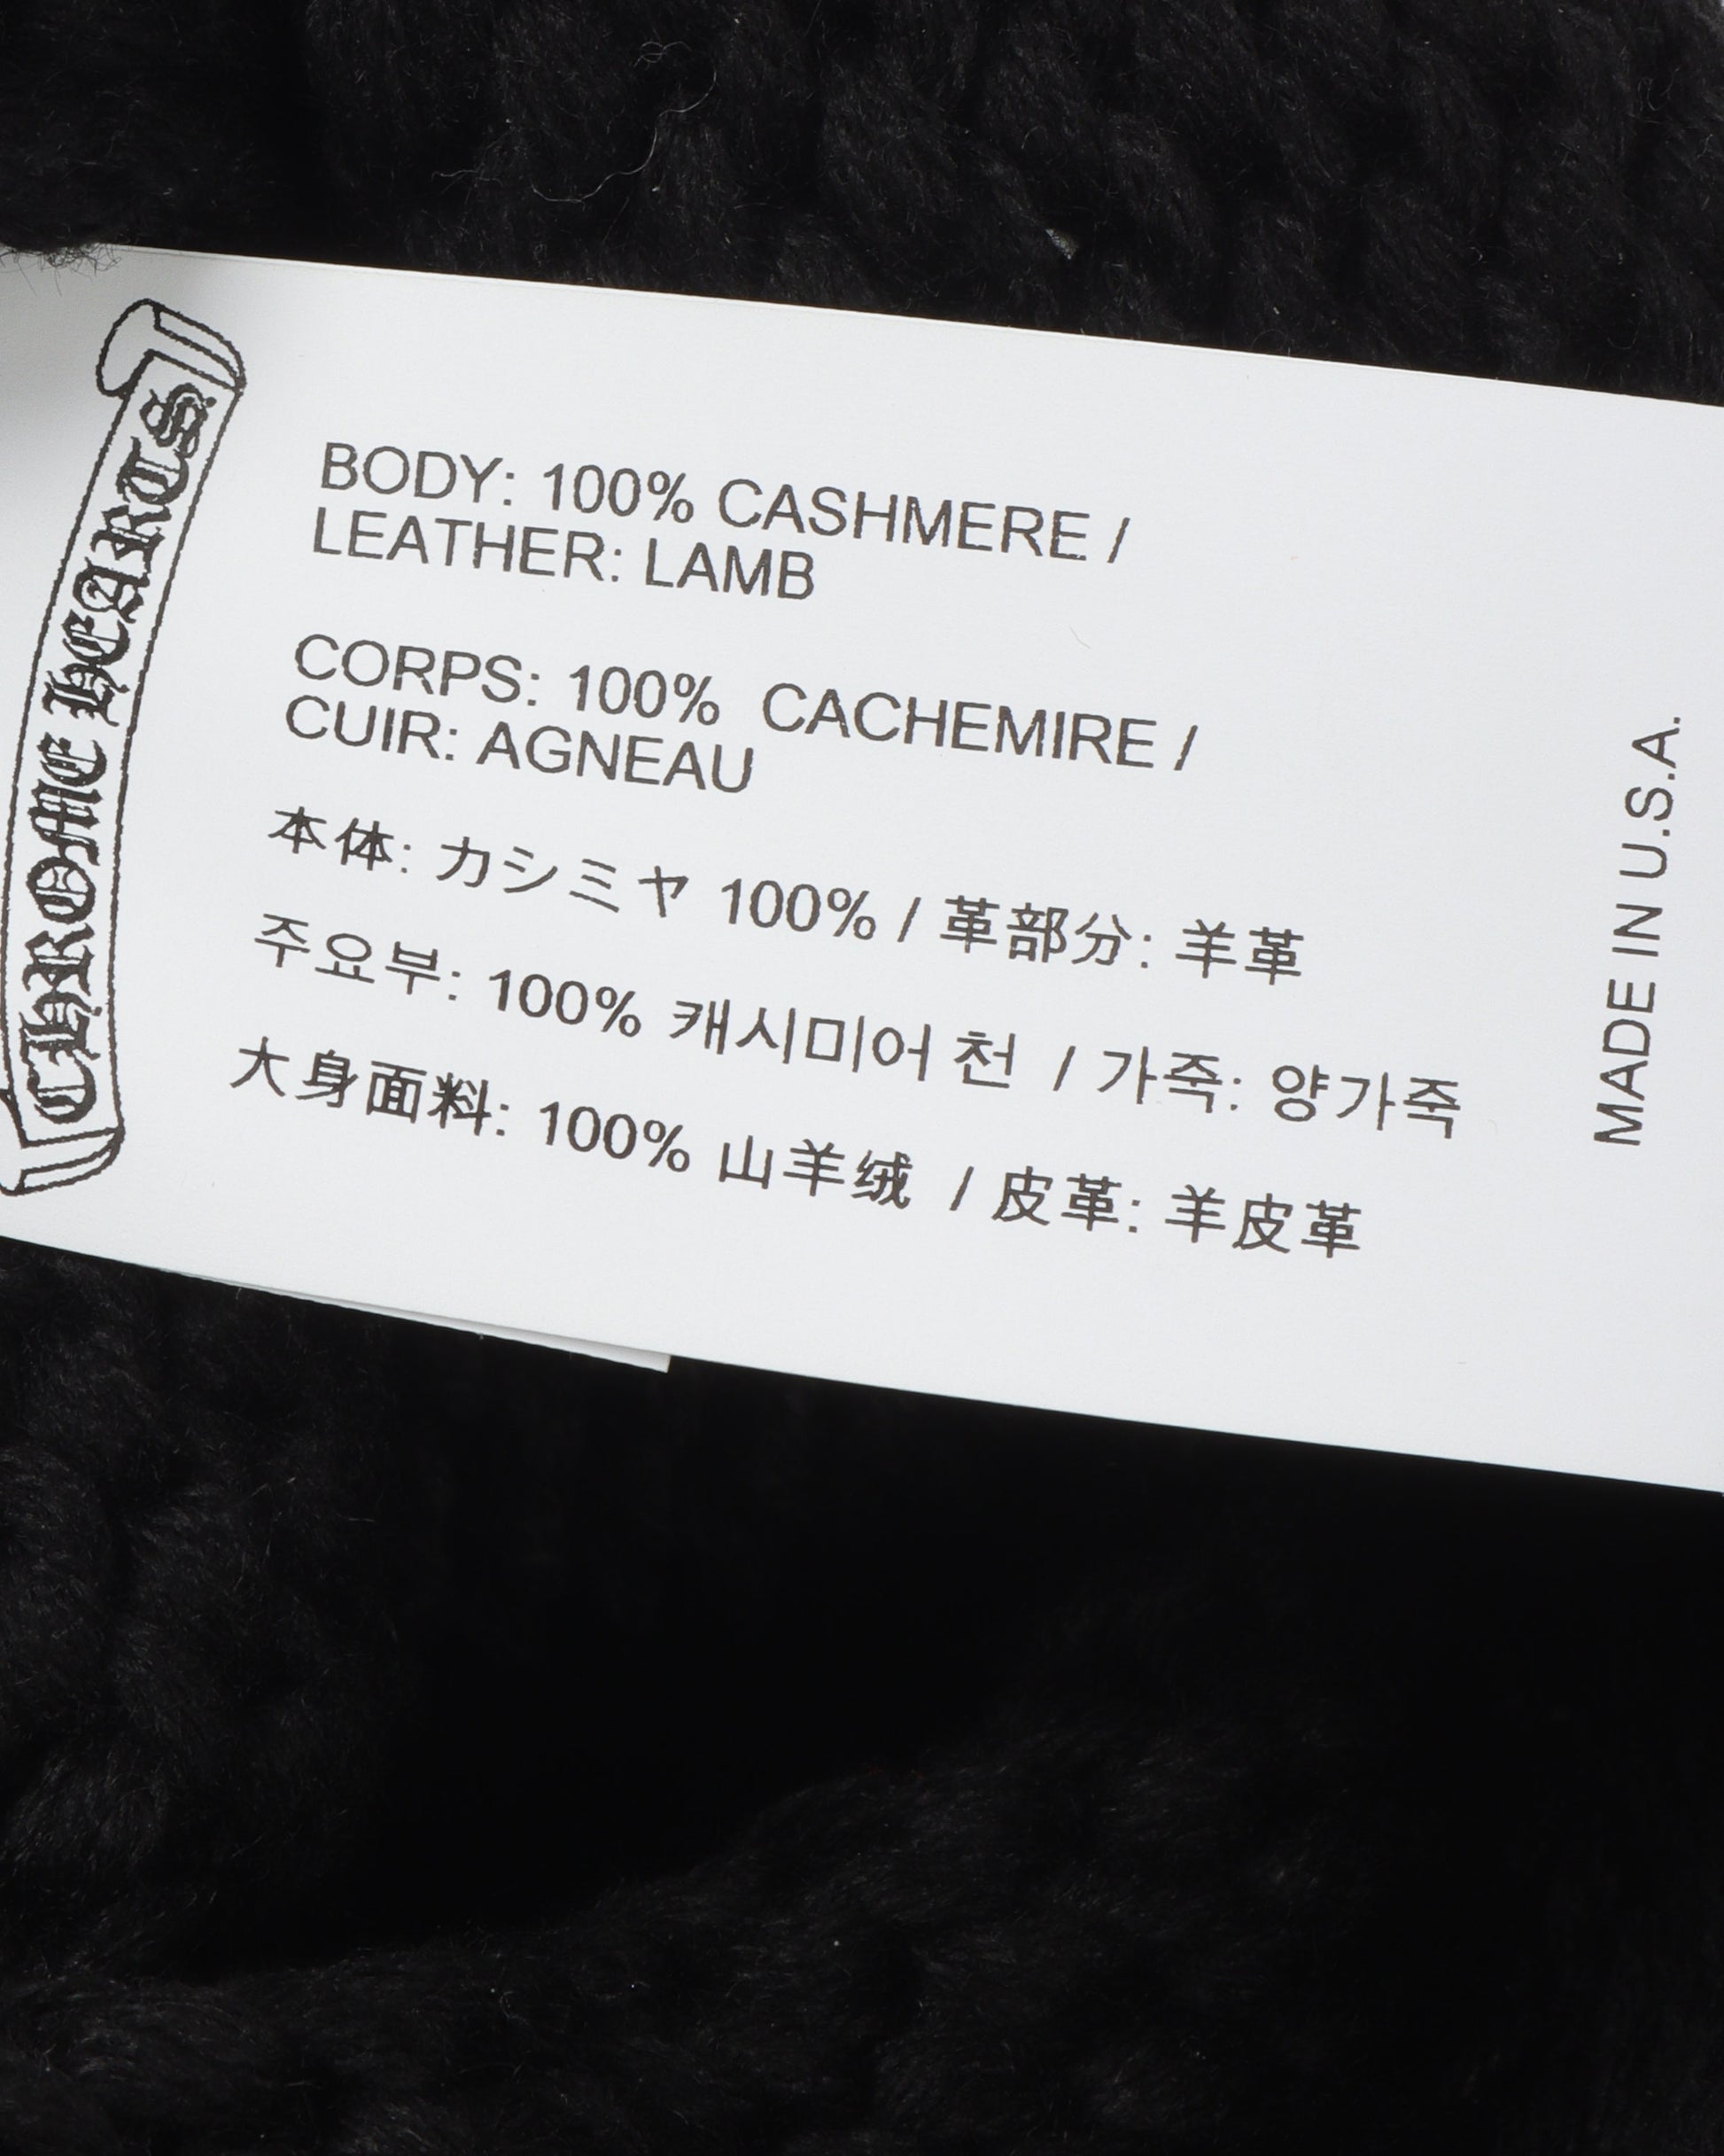 CHROME HEARTS
BODY: 100% CASHMERE /
LEATHER: LAMB
CORPS: 100% CACHEMIRE /
CUIR: AGNEAU
本体: カシミヤ 100% / 革部分: 羊革
주요부: 100% 캐시미어 천 / 가죽: 양가죽
大身面料: 100% 山羊绒 / 皮革: 羊皮革
MADE IN U.S.A.